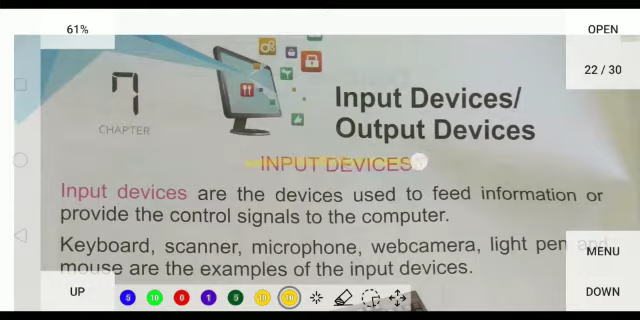 61%
OPEN
22 / 30
7
CHAPTER
Input Devices/
Output Devices
INPUT DEVICES
Input devices are the devices used to feed information or
provide the control signals to the computer.
Keyboard, scanner, microphone, webcamera, light pen and
mouse are the examples of the input devices.
MENU
UP
5
10
0
1
5
10
10
DOWN